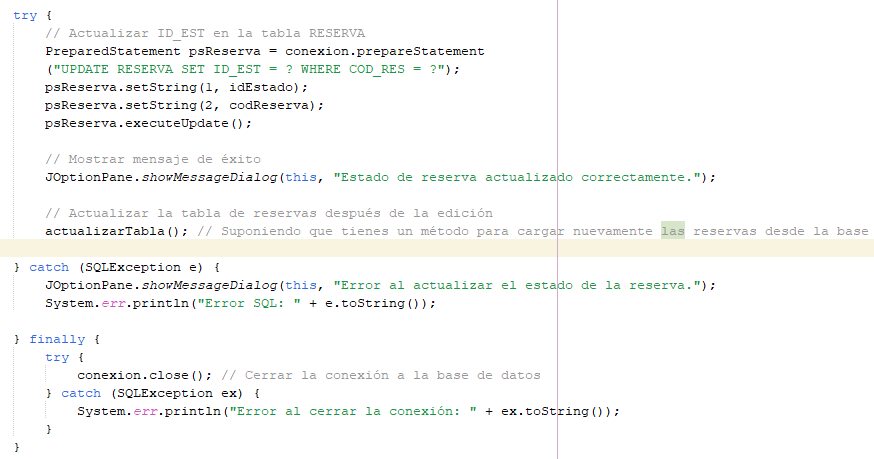 try {
// Actualizar ID_EST en la tabla RESERVA
PreparedStatement psReserva = conexion.prepareStatement
("UPDATE RESERVA SET ID_EST = ? WHERE COD_RES = ?");
psReserva.setString(1, idEstado);
psReserva.setString(2, codReserva);
psReserva.executeUpdate();
// Mostrar mensaje de éxito
JOptionPane.showMessageDialog(this, "Estado de reserva actualizado correctamente.");
// Actualizar la tabla de reservas después de la edición
actualizarTabla(); // Suponiendo que tienes un método para cargar nuevamente las reservas desde la base
} catch (SQLException e) {
JOptionPane.showMessageDialog(this, "Error al actualizar el estado de la reserva.");
System.err.println("Error SQL: " + e.toString());
} finally {
try {
conexion.close(); // Cerrar la conexión a la base de datos
} catch (SQLException ex) {
System.err.println("Error al cerrar la conexión: " + ex.toString());
}
}